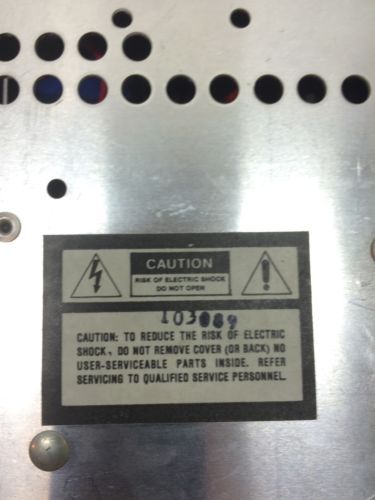 CAUTION
RISK OF ELECTRIC SHOCK
DO NOT OPEN
103089
CAUTION: TO REDUCE THE RISK OF ELECTRIC
SHOCK, DO NOT REMOVE COVER (OR BACK) NO
USER-SERVICEABLE PARTS INSIDE. REFER
SERVICING TO QUALIFIED SERVICE PERSONNEL.